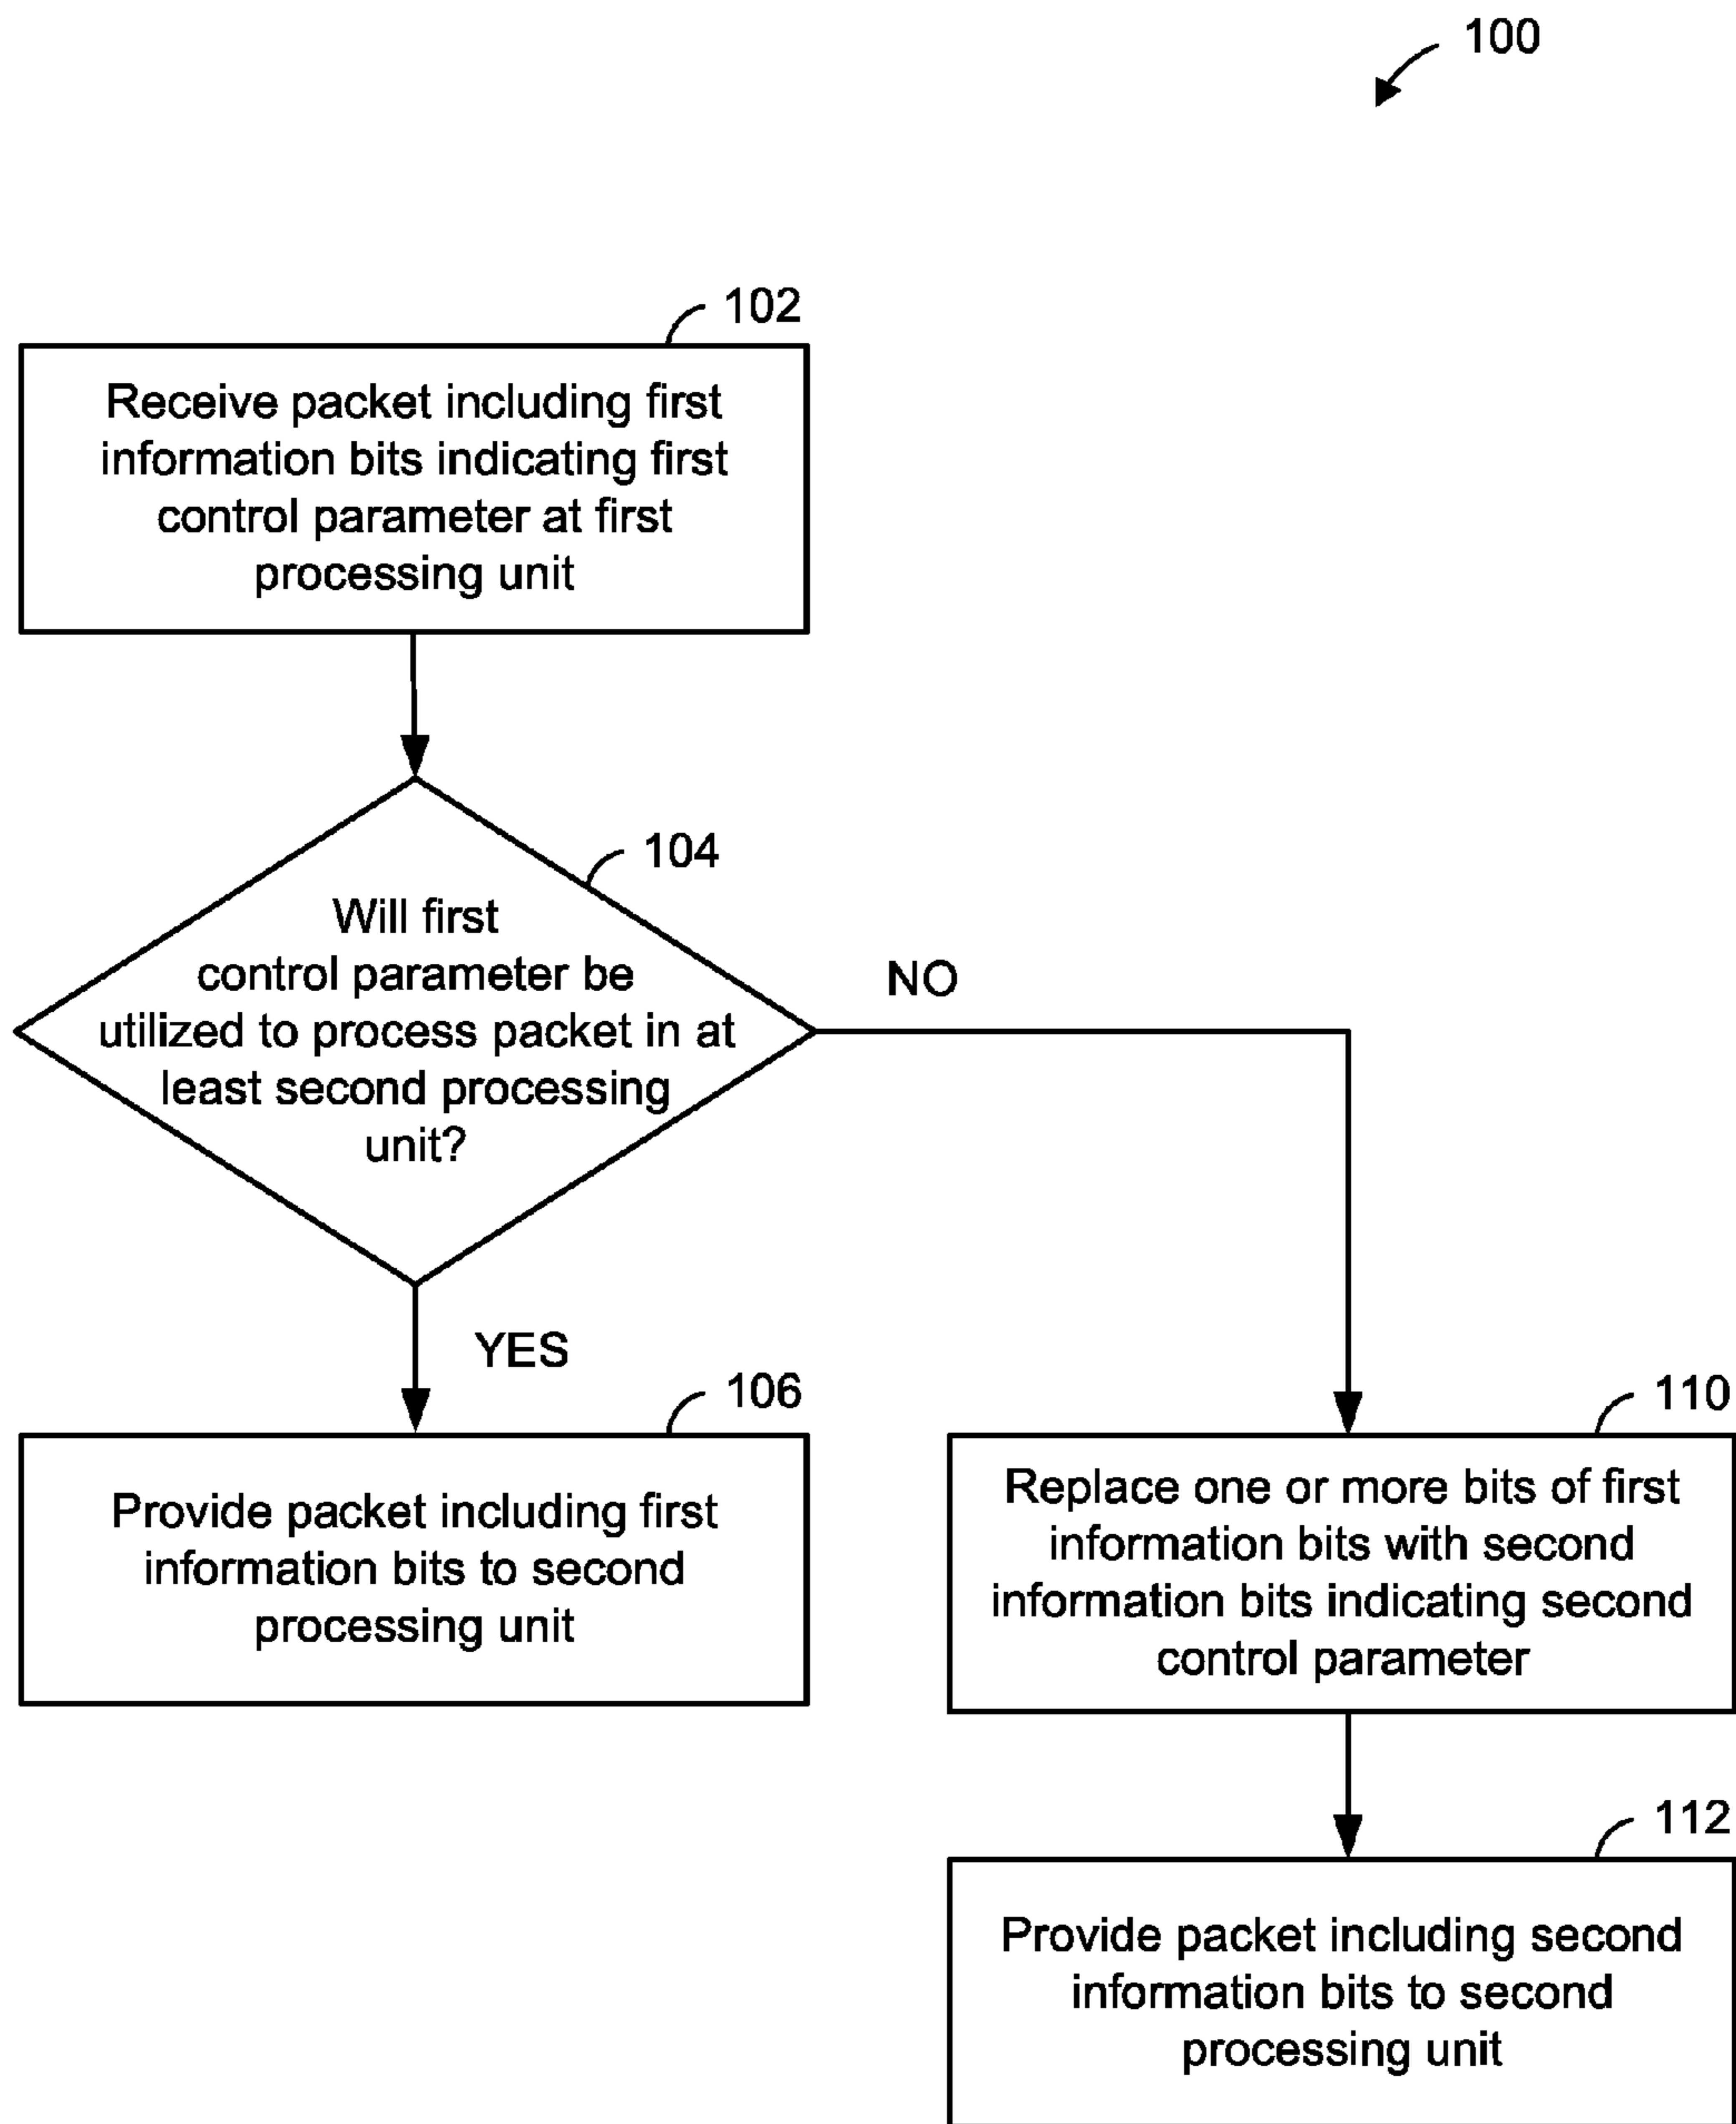 100
102
Receive packet including first
information bits indicating first
control parameter at first
processing unit
104
Will first
control parameter be
utilized to process packet in at
least second processing
unit?
NO
YES
106
Provide packet including first
information bits to second
processing unit
110
Replace one or more bits of first
information bits with second
information bits indicating second
control parameter
112
Provide packet including second
information bits to second
processing unit